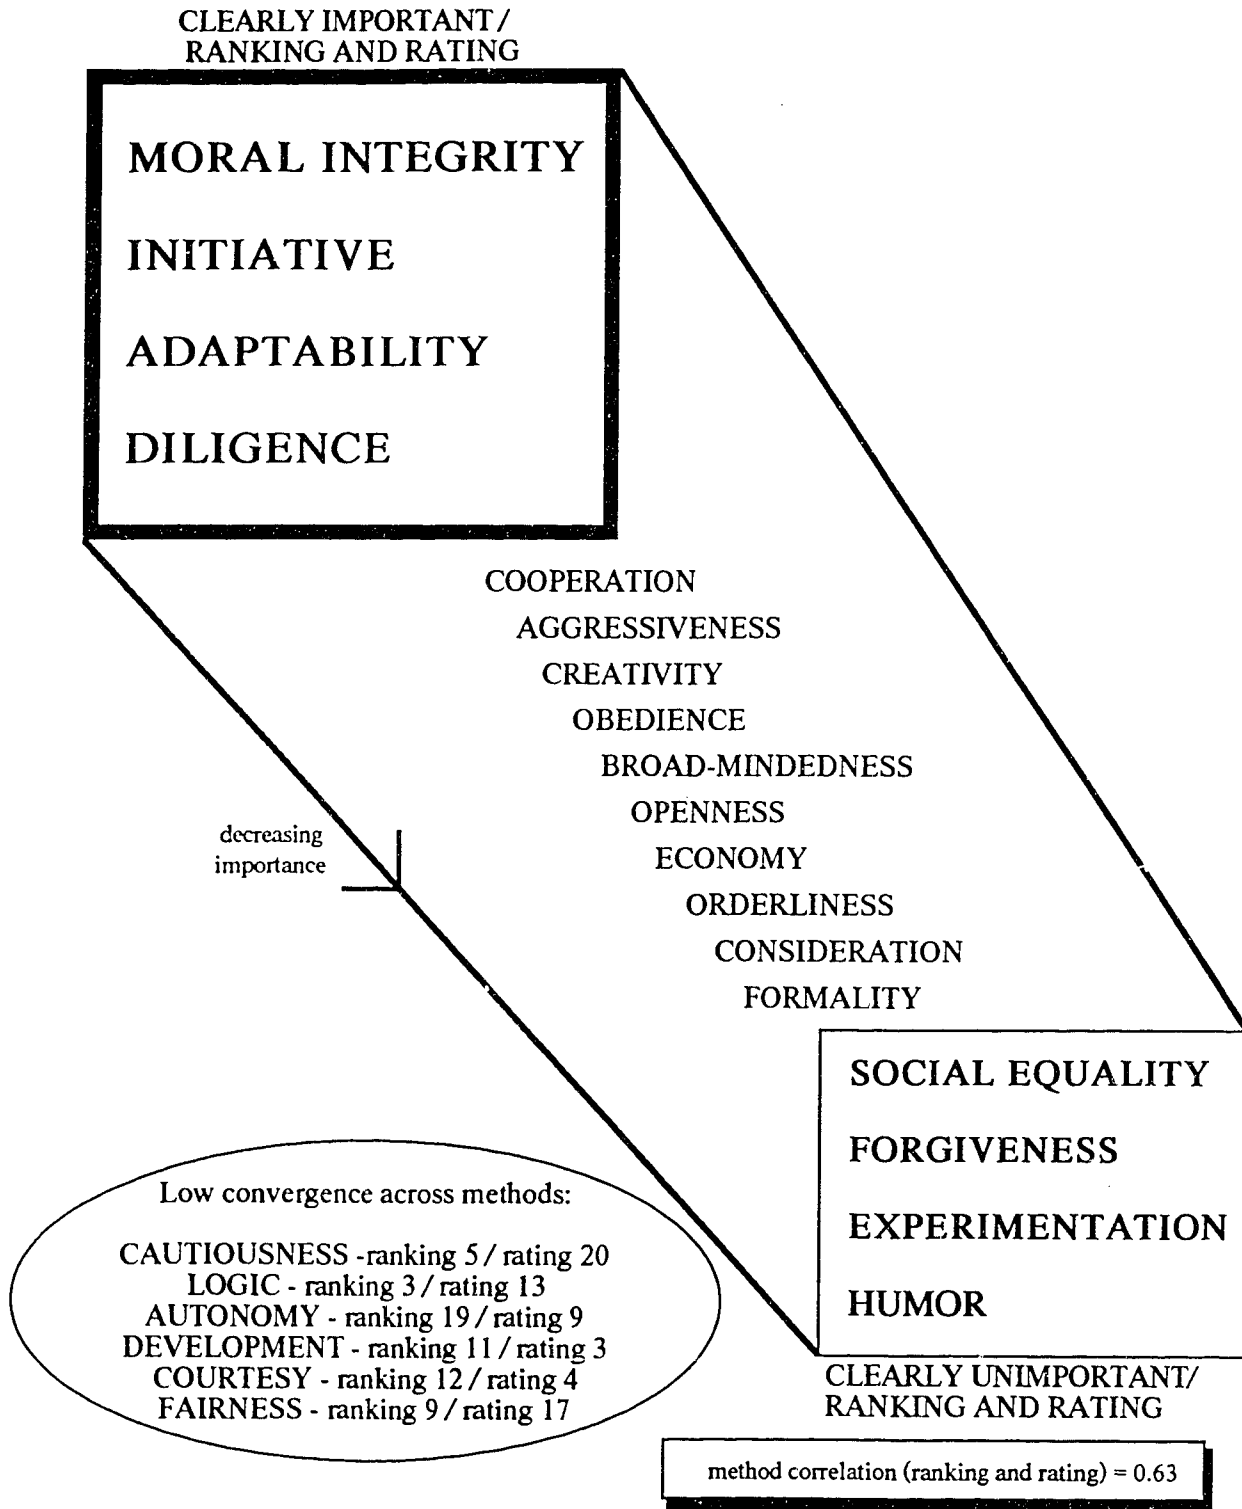 CLEARLY IMPORTANT /
RANKING AND RATING
MORAL INTEGRITY
INITIATIVE
ADAPTABILITY
DILIGENCE
COOPERATION
AGGRESSIVENESS
CREATIVITY
OBEDIENCE
BROAD-MINDEDNESS
OPENNESS
decreasing
importance
ECONOMY
ORDERLINESS
CONSIDERATION
FORMALITY
SOCIAL EQUALITY
FORGIVENESS
EXPERIMENTATION
HUMOR
CLEARLY UNIMPORTANT/
RANKING AND RATING
Low convergence across methods:
CAUTIOUSNESS -ranking 5 / rating 20
LOGIC - ranking 3 / rating 13
AUTONOMY - ranking 19 / rating 9
DEVELOPMENT - ranking 11 / rating 3
COURTESY - ranking 12 / rating 4
FAIRNESS - ranking 9 / rating 17
method correlation (ranking and rating) = 0.63